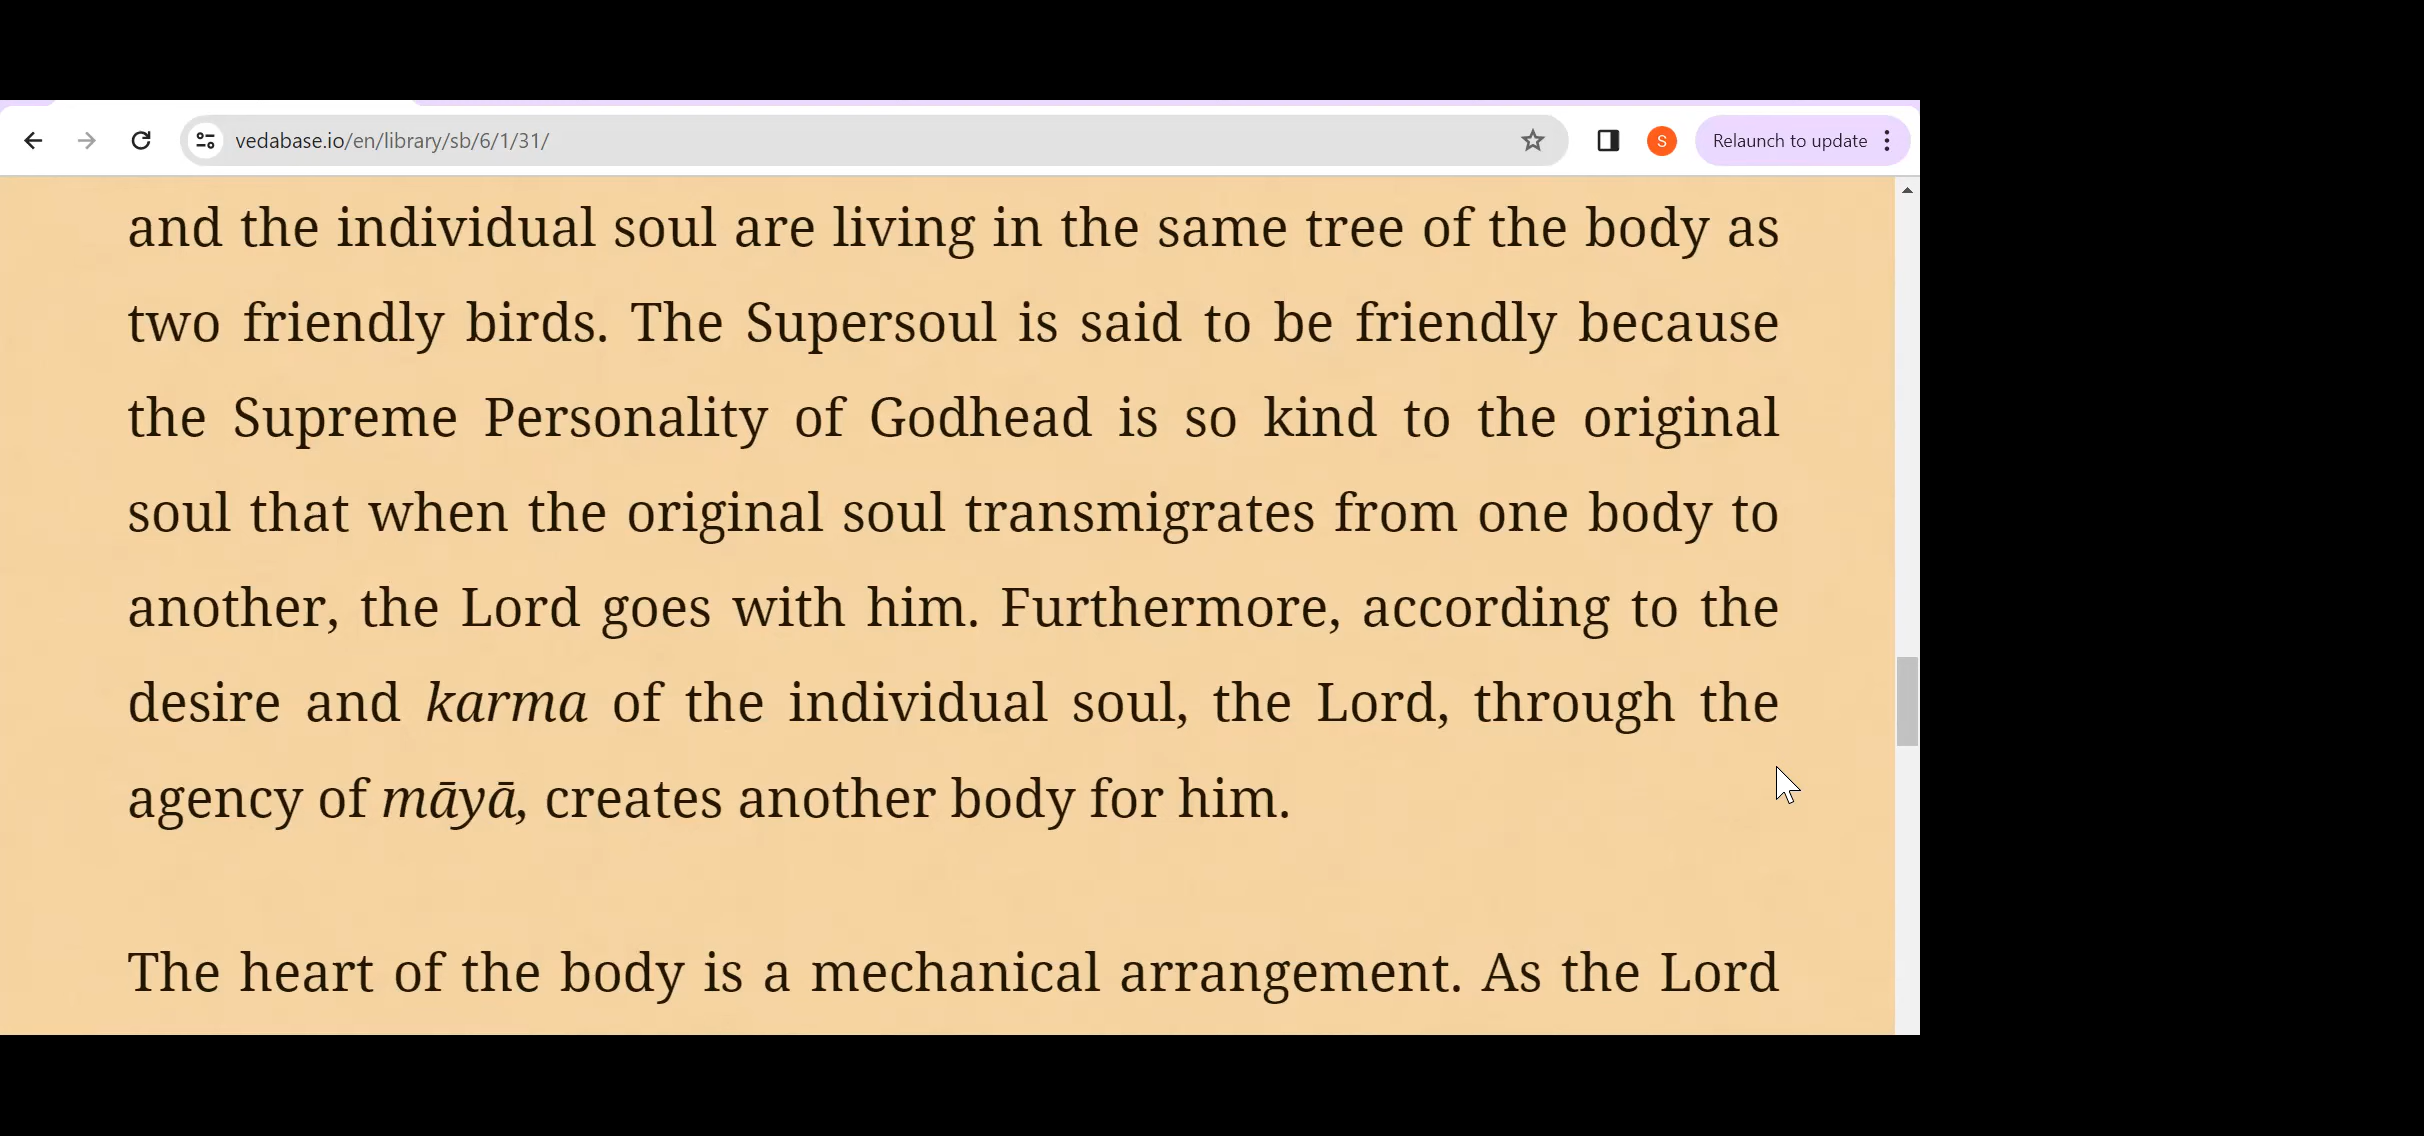 vedabase.io/en/library/sb/6/1/31/
S
Relaunch to update
and the individual soul are living in the same tree of the body as
two friendly birds. The Supersoul is said to be friendly because
the Supreme Personality of Godhead is so kind to the original
soul that when the original soul transmigrates from one body to
another, the Lord goes with him. Furthermore, according to the
desire and karma of the individual soul, the Lord, through the
agency of māyā, creates another body for him.
The heart of the body is a mechanical arrangement. As the Lord